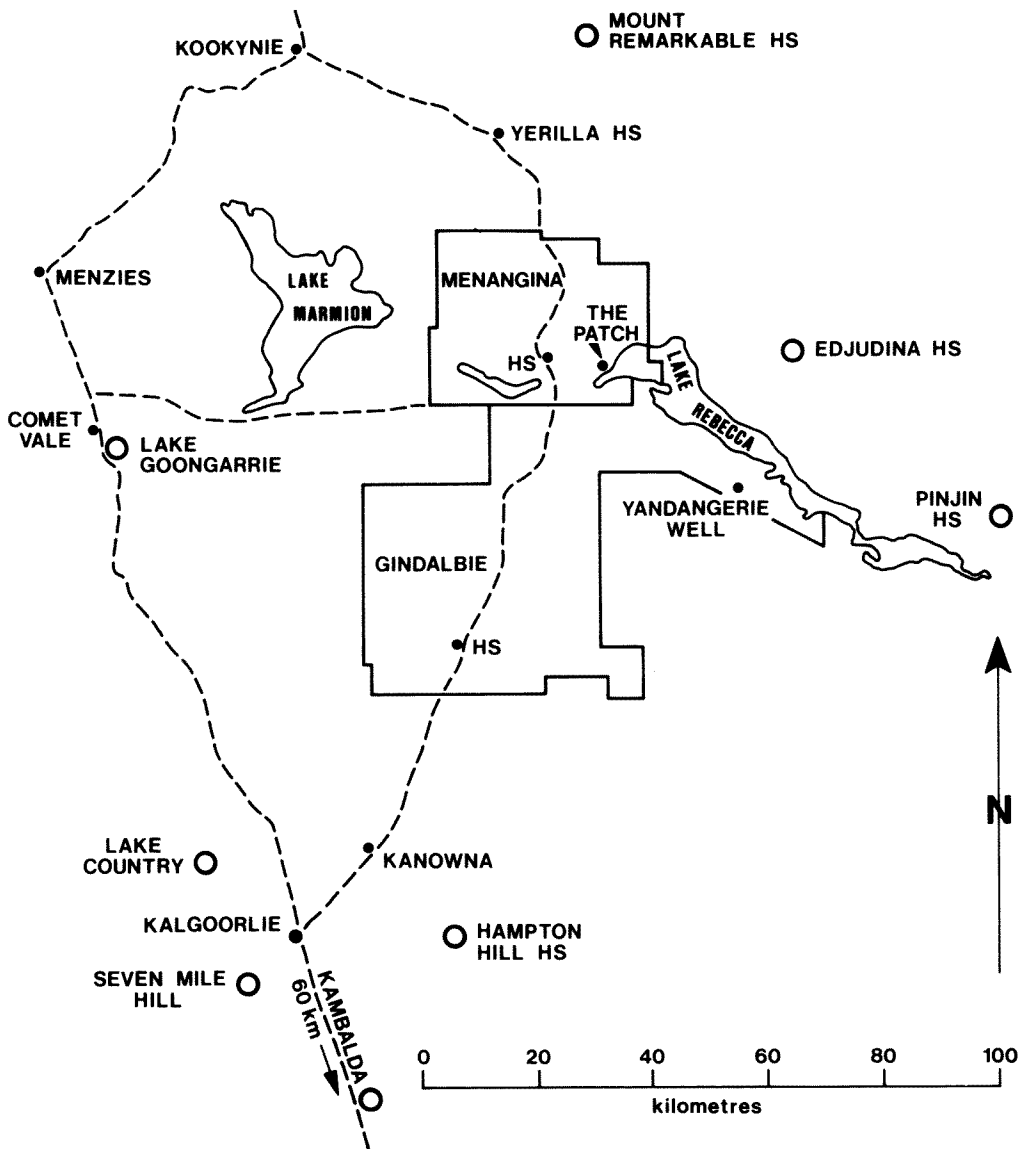 MOUNT
REMARKABLE HS
KOOKYNIE
YERILLA HS
MENZIES
LAKE
MARMION
MENANGINA
THE
PATCH
HS
EDJUDINA HS
LAKE
REBECCA
COMET
VALE
LAKE
GOONGARRIE
YANDANGERIE
WELL
PINJIN
HS
GINDALBIE
HS
N
LAKE
COUNTRY
KANOWNA
KALGOORLIE
HAMPTON
HILL HS
SEVEN MILE
HILL
KAMBALDA
60 km
0 20 40 60 80 100
kilometres